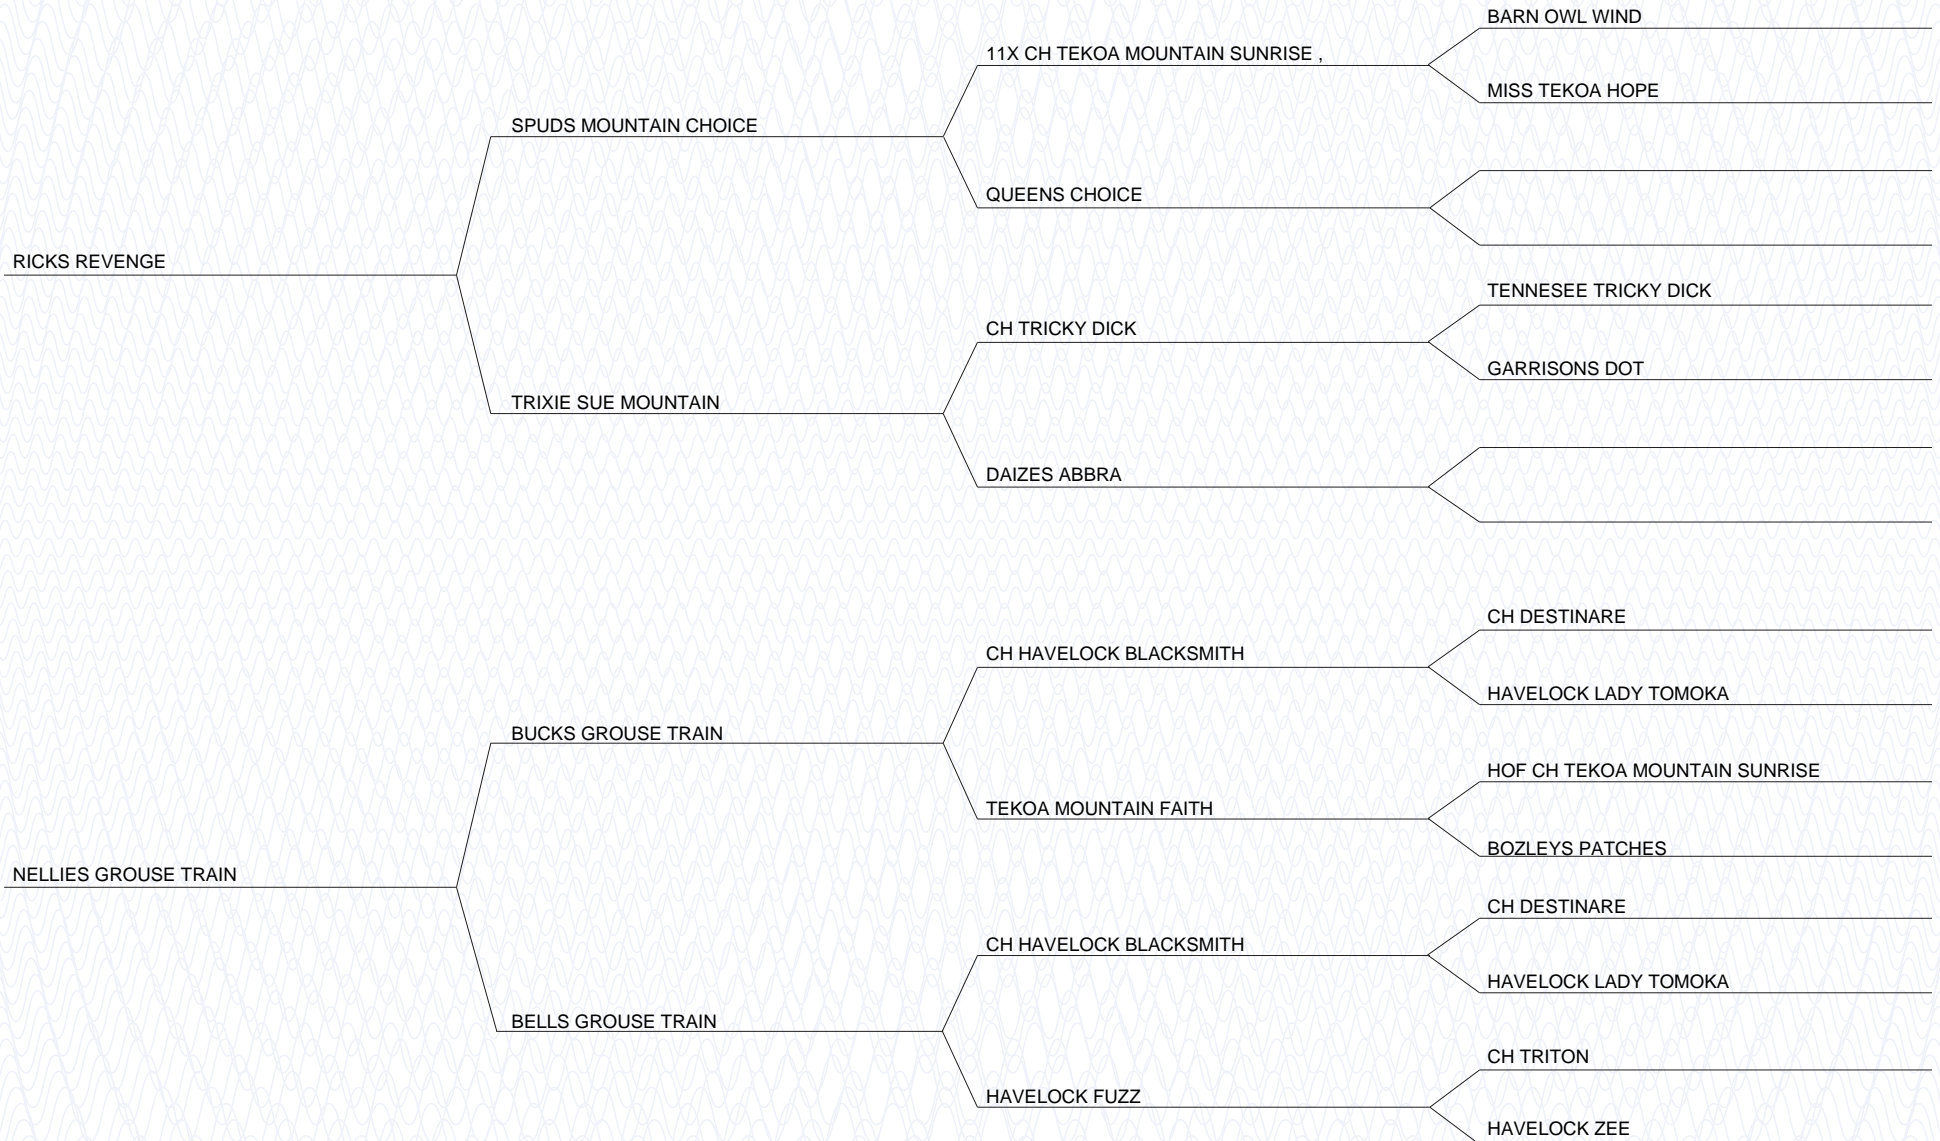 BARN OWL WIND
11X CH TEKOA MOUNTAIN SUNRISE ,
MISS TEKOA HOPE
SPUDS MOUNTAIN CHOICE
QUEENS CHOICE
RICKS REVENGE
TENNESEE TRICKY DICK
CH TRICKY DICK
GARRISONS DOT
TRIXIE SUE MOUNTAIN
DAIZES ABBRA
CH DESTINARE
CH HAVELOCK BLACKSMITH
HAVELOCK LADY TOMOKA
BUCKS GROUSE TRAIN
HOF CH TEKOA MOUNTAIN SUNRISE
TEKOA MOUNTAIN FAITH
BOZLEYS PATCHES
NELLIES GROUSE TRAIN
CH DESTINARE
CH HAVELOCK BLACKSMITH
HAVELOCK LADY TOMOKA
BELLS GROUSE TRAIN
CH TRITON
HAVELOCK FUZZ
HAVELOCK ZEE